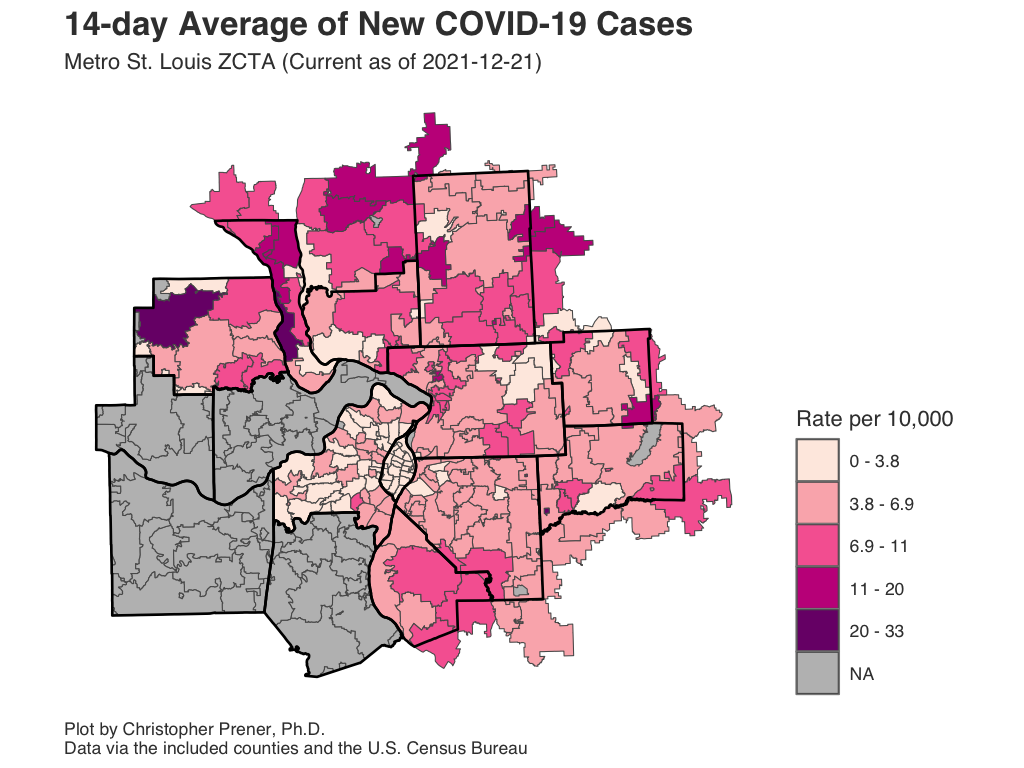 14-day Average of New COVID-19 Cases
Metro St. Louis ZCTA (Current as of 2021-12-21)
Rate per 10,000
0 - 3.8
3.8 - 6.9
6.9 - 11
11 - 20
20 - 33
NA
Plot by Christopher Prener, Ph.D.
Data via the included counties and the U.S. Census Bureau